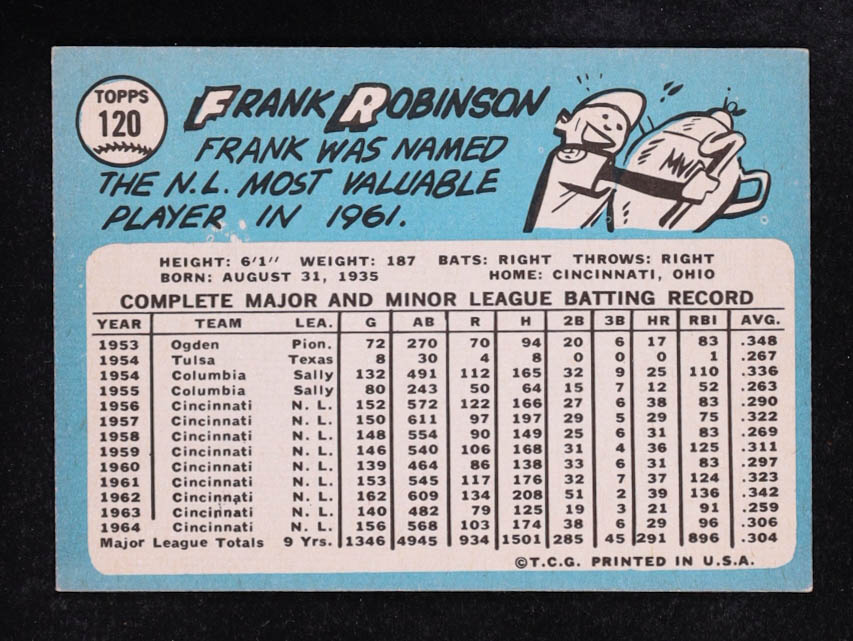 TOPPS
120
FRANK ROBINSON
FRANK WAS NAMED
THE N.L. MOST VALUABLE
PLAYER IN 1961.
MVP
HEIGHT: 6'1" WEIGHT: 187 BATS: RIGHT THROWS: RIGHT
BORN: AUGUST 31, 1935 HOME: CINCINNATI, OHIO
COMPLETE MAJOR AND MINOR LEAGUE BATTING RECORD
YEAR TEAM LEA. G AB R H 2B 3B HR RBI AVG.
1953 Ogden Pion. 72 270 70 94 20 6 17 83 .348
1954 Tulsa Texas 8 30 4 8 0 0 0 1 .267
1954 Columbia Sally 132 491 112 165 32 9 25 110 .336
1955 Columbia Sally 80 243 50 64 15 7 12 52 .263
1956 Cincinnati N. L. 152 572 122 166 27 6 38 83 .290
1957 Cincinnati N. L. 150 611 97 197 29 5 29 75 .322
1958 Cincinnati N. L. 148 554 90 149 25 6 31 83 .269
1959 Cincinnati N. L. 146 540 106 168 31 4 36 125 .311
1960 Cincinnati N. L. 139 464 86 138 33 6 31 83 .297
1961 Cincinnati N. L. 153 545 117 176 32 7 37 124 .323
1962 Cincinnati N. L. 162 609 134 208 51 2 39 136 .342
1963 Cincinnati N. L. 140 482 79 125 19 3 21 91 .259
1964 Cincinnati N. L. 156 568 103 174 38 6 29 96 .306
Major League Totals 9 Yrs. 1346 4945 934 1501 285 45 291 896 .304
©T.C.G. PRINTED IN U.S.A.